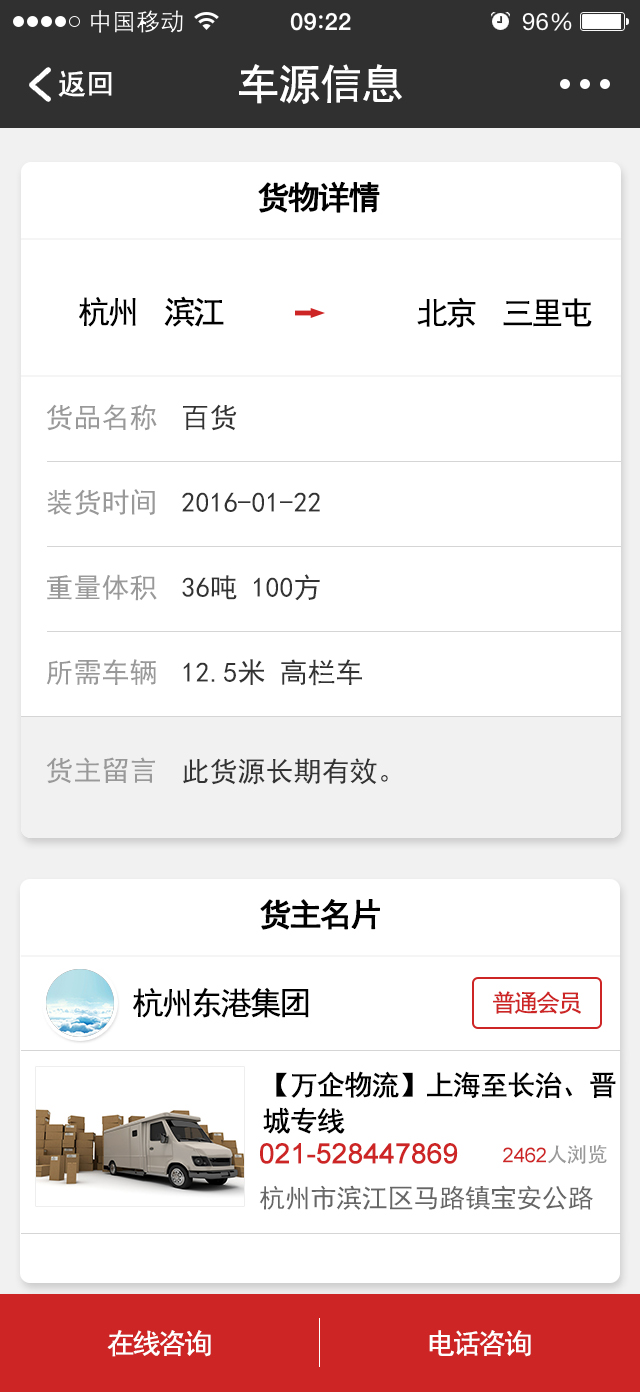 中国移动 09:22 96%
返回 车源信息
货物详情
杭州 滨江 北京 三里屯
货品名称 百货
装货时间 2016-01-22
重量体积 36吨 100方
所需车辆 12.5米 高栏车
货主留言 此货源长期有效。
货主名片
杭州东港集团 普通会员
【万企物流】上海至长治、晋
城专线
021-528447869 2462人浏览
杭州市滨江区马路镇宝安公路
在线咨询 电话咨询